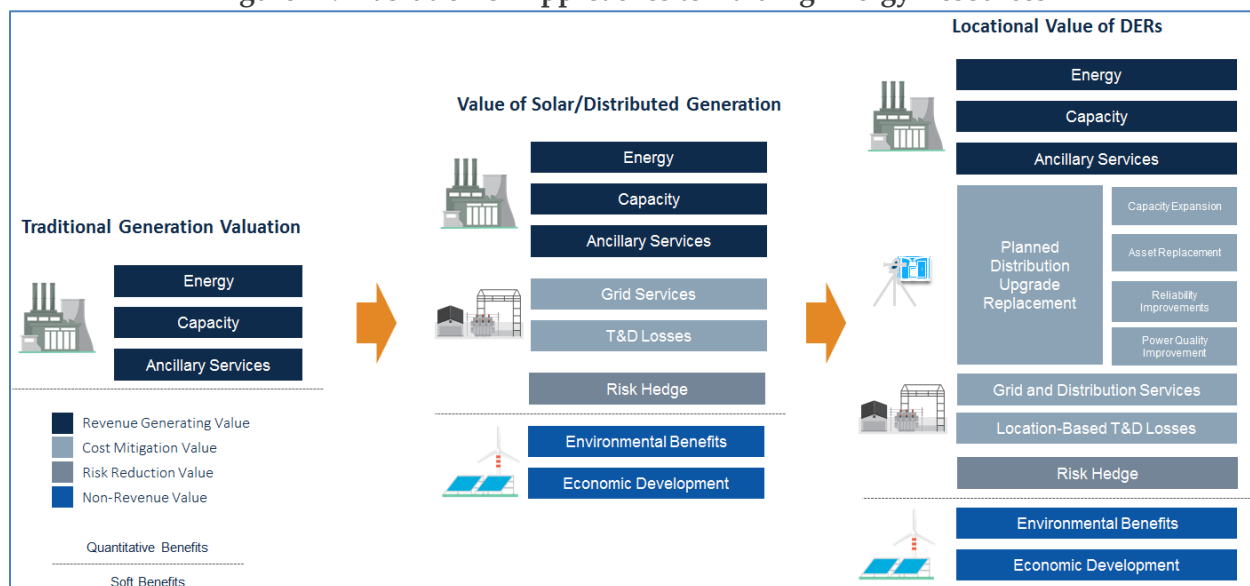 Locational Value of DERs
Energy
Capacity
Ancillary Services
Planned
Distribution
Upgrade
Replacement
Capacity Expansion
Asset Replacement
Reliability
Improvements
Power Quality
Improvement
Grid and Distribution Services
Location-Based T&D Losses
Risk Hedge
Environmental Benefits
Economic Development
Value of Solar/Distributed Generation
Energy
Capacity
Ancillary Services
Grid Services
T&D Losses
Risk Hedge
Environmental Benefits
Economic Development
Traditional Generation Valuation
Energy
Capacity
Ancillary Services
Revenue Generating Value
Cost Mitigation Value
Risk Reduction Value
Non-Revenue Value
Quantitative Benefits
Soft Benefits